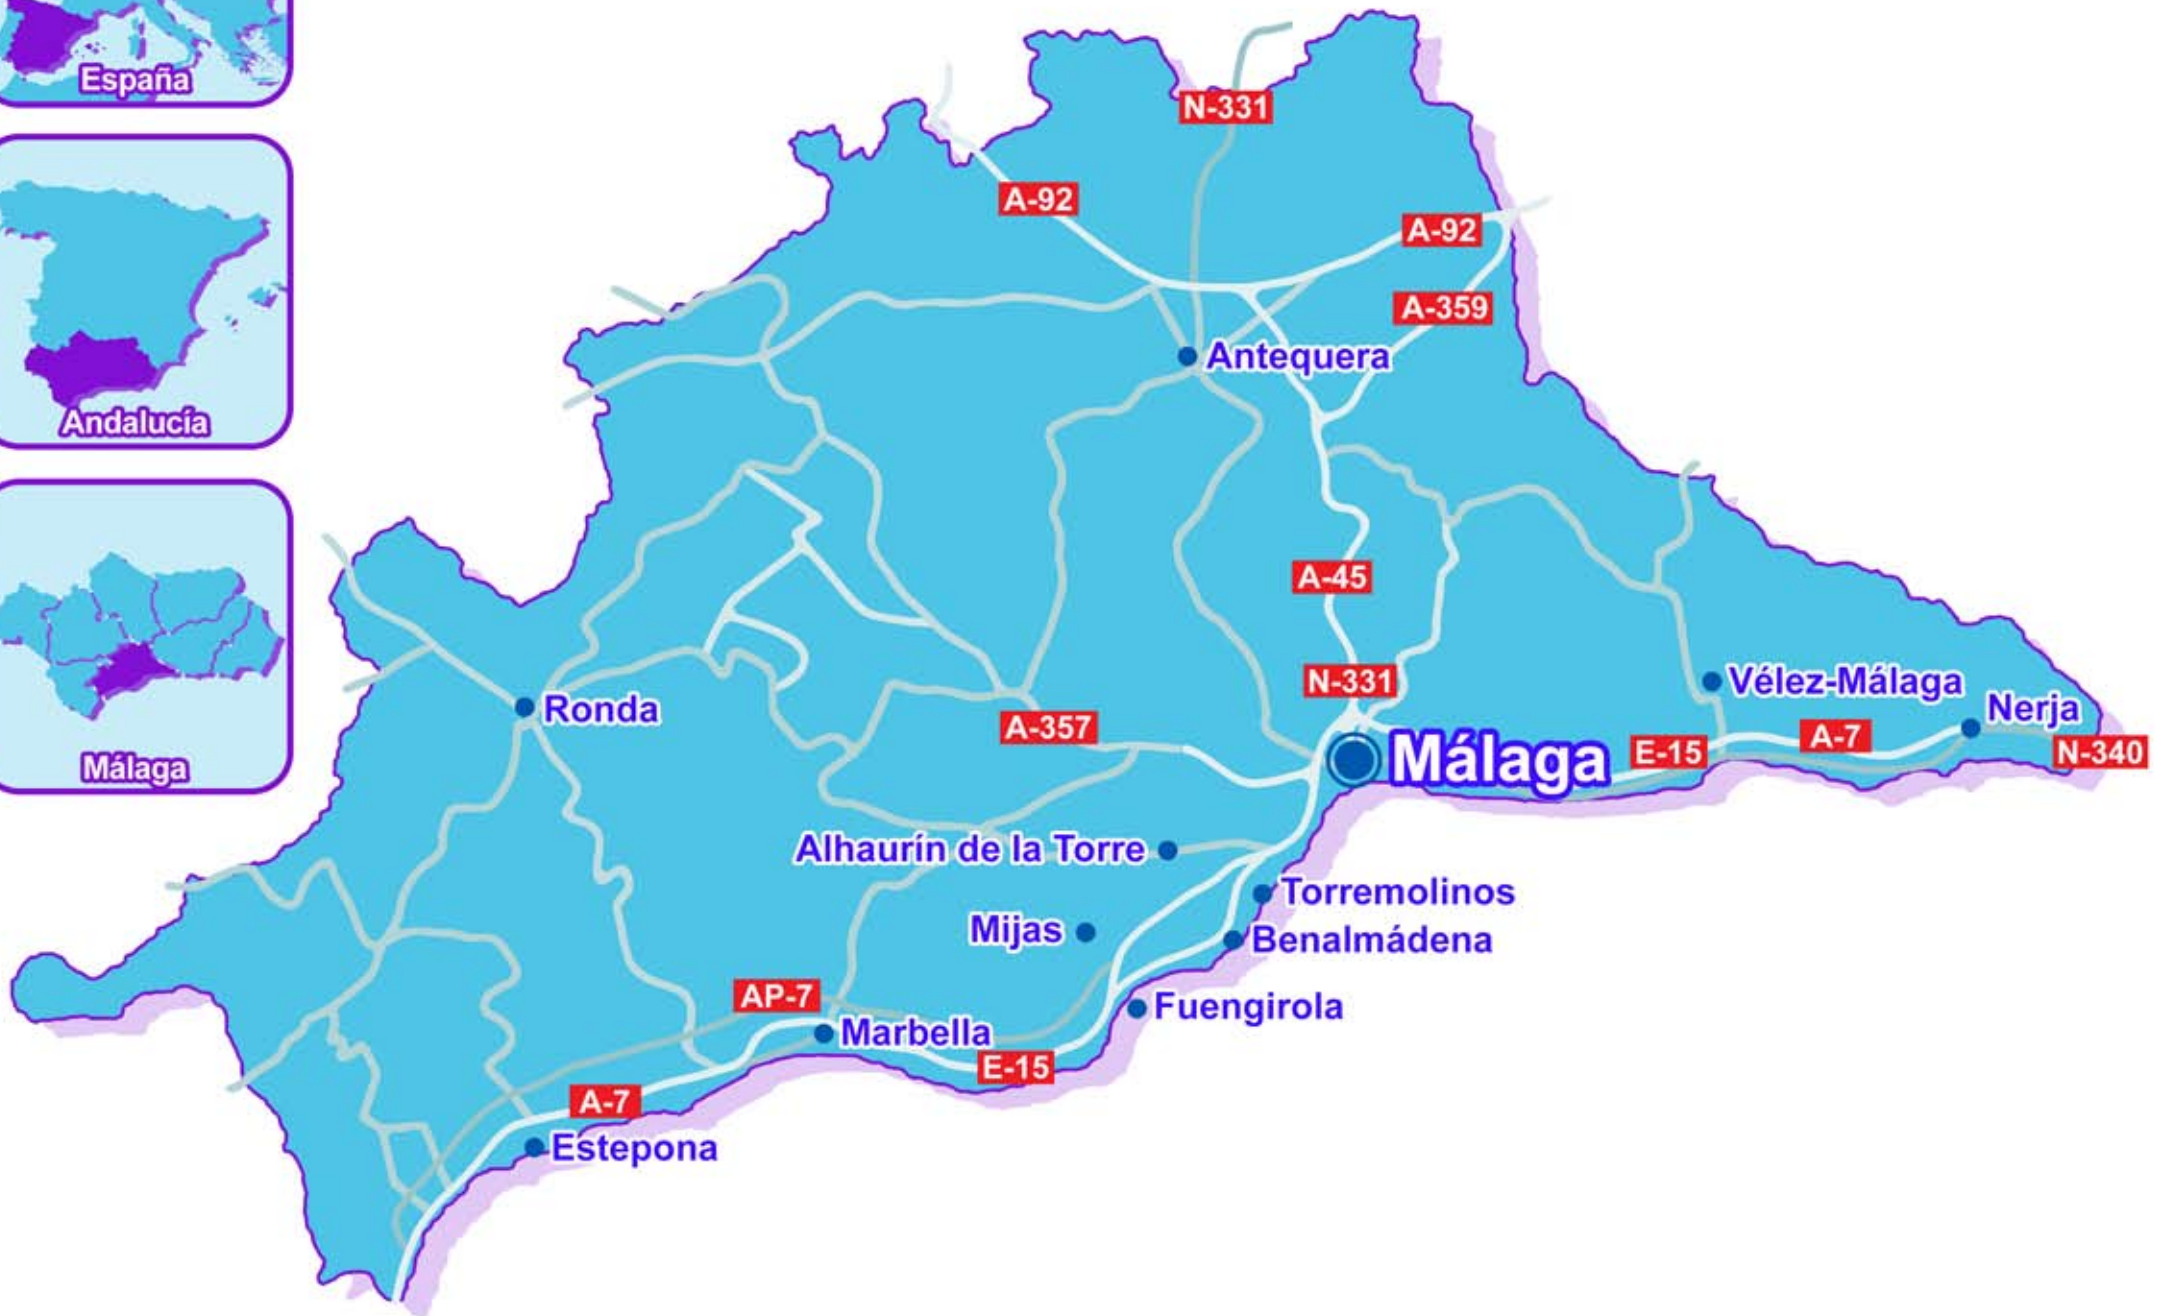 España
Andalucía
Málaga
N-331
A-92
A-92
A-359
Antequera
A-45
N-331
Vélez-Málaga
Nerja
Ronda
A-357
Málaga
E-15
A-7
N-340
Alhaurín de la Torre
Torremolinos
Mijas
Benalmádena
AP-7
Fuengirola
Marbella
E-15
A-7
Estepona